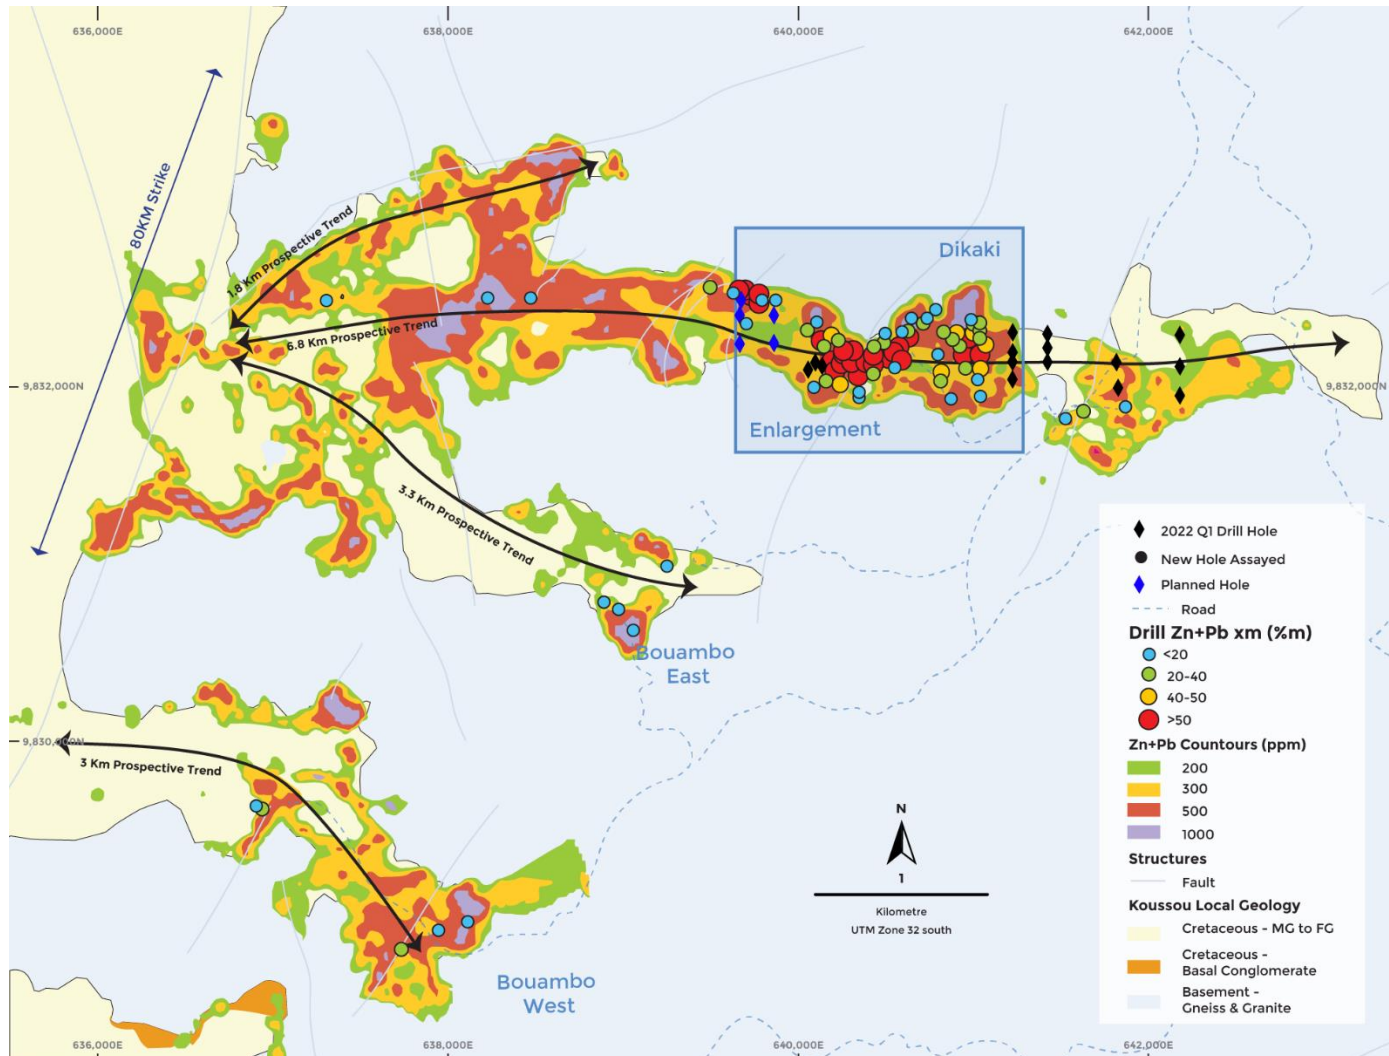 636,000E
638,000E
640,000E
642,000E
80KM Strike
1.8 Km Prospective Trend
Dikaki
6.8 Km Prospective Trend
9,832,000N
9,832,000N
Enlargement
3.3 Km Prospective Trend
Bouambo
East
9,830,000N
3 Km Prospective Trend
Bouambo
West
N
1
Kilometre
UTM Zone 32 south
2022 Q1 Drill Hole
New Hole Assayed
Planned Hole
Road
Drill Zn+Pb xm (%m)
<20
20-40
40-50
>50
Zn+Pb Countours (ppm)
200
300
500
1000
Structures
Fault
Koussou Local Geology
Cretaceous - MG to FG
Cretaceous -
Basal Conglomerate
Basement -
Gneiss & Granite
636,000E
638,000E
640,000E
642,000E